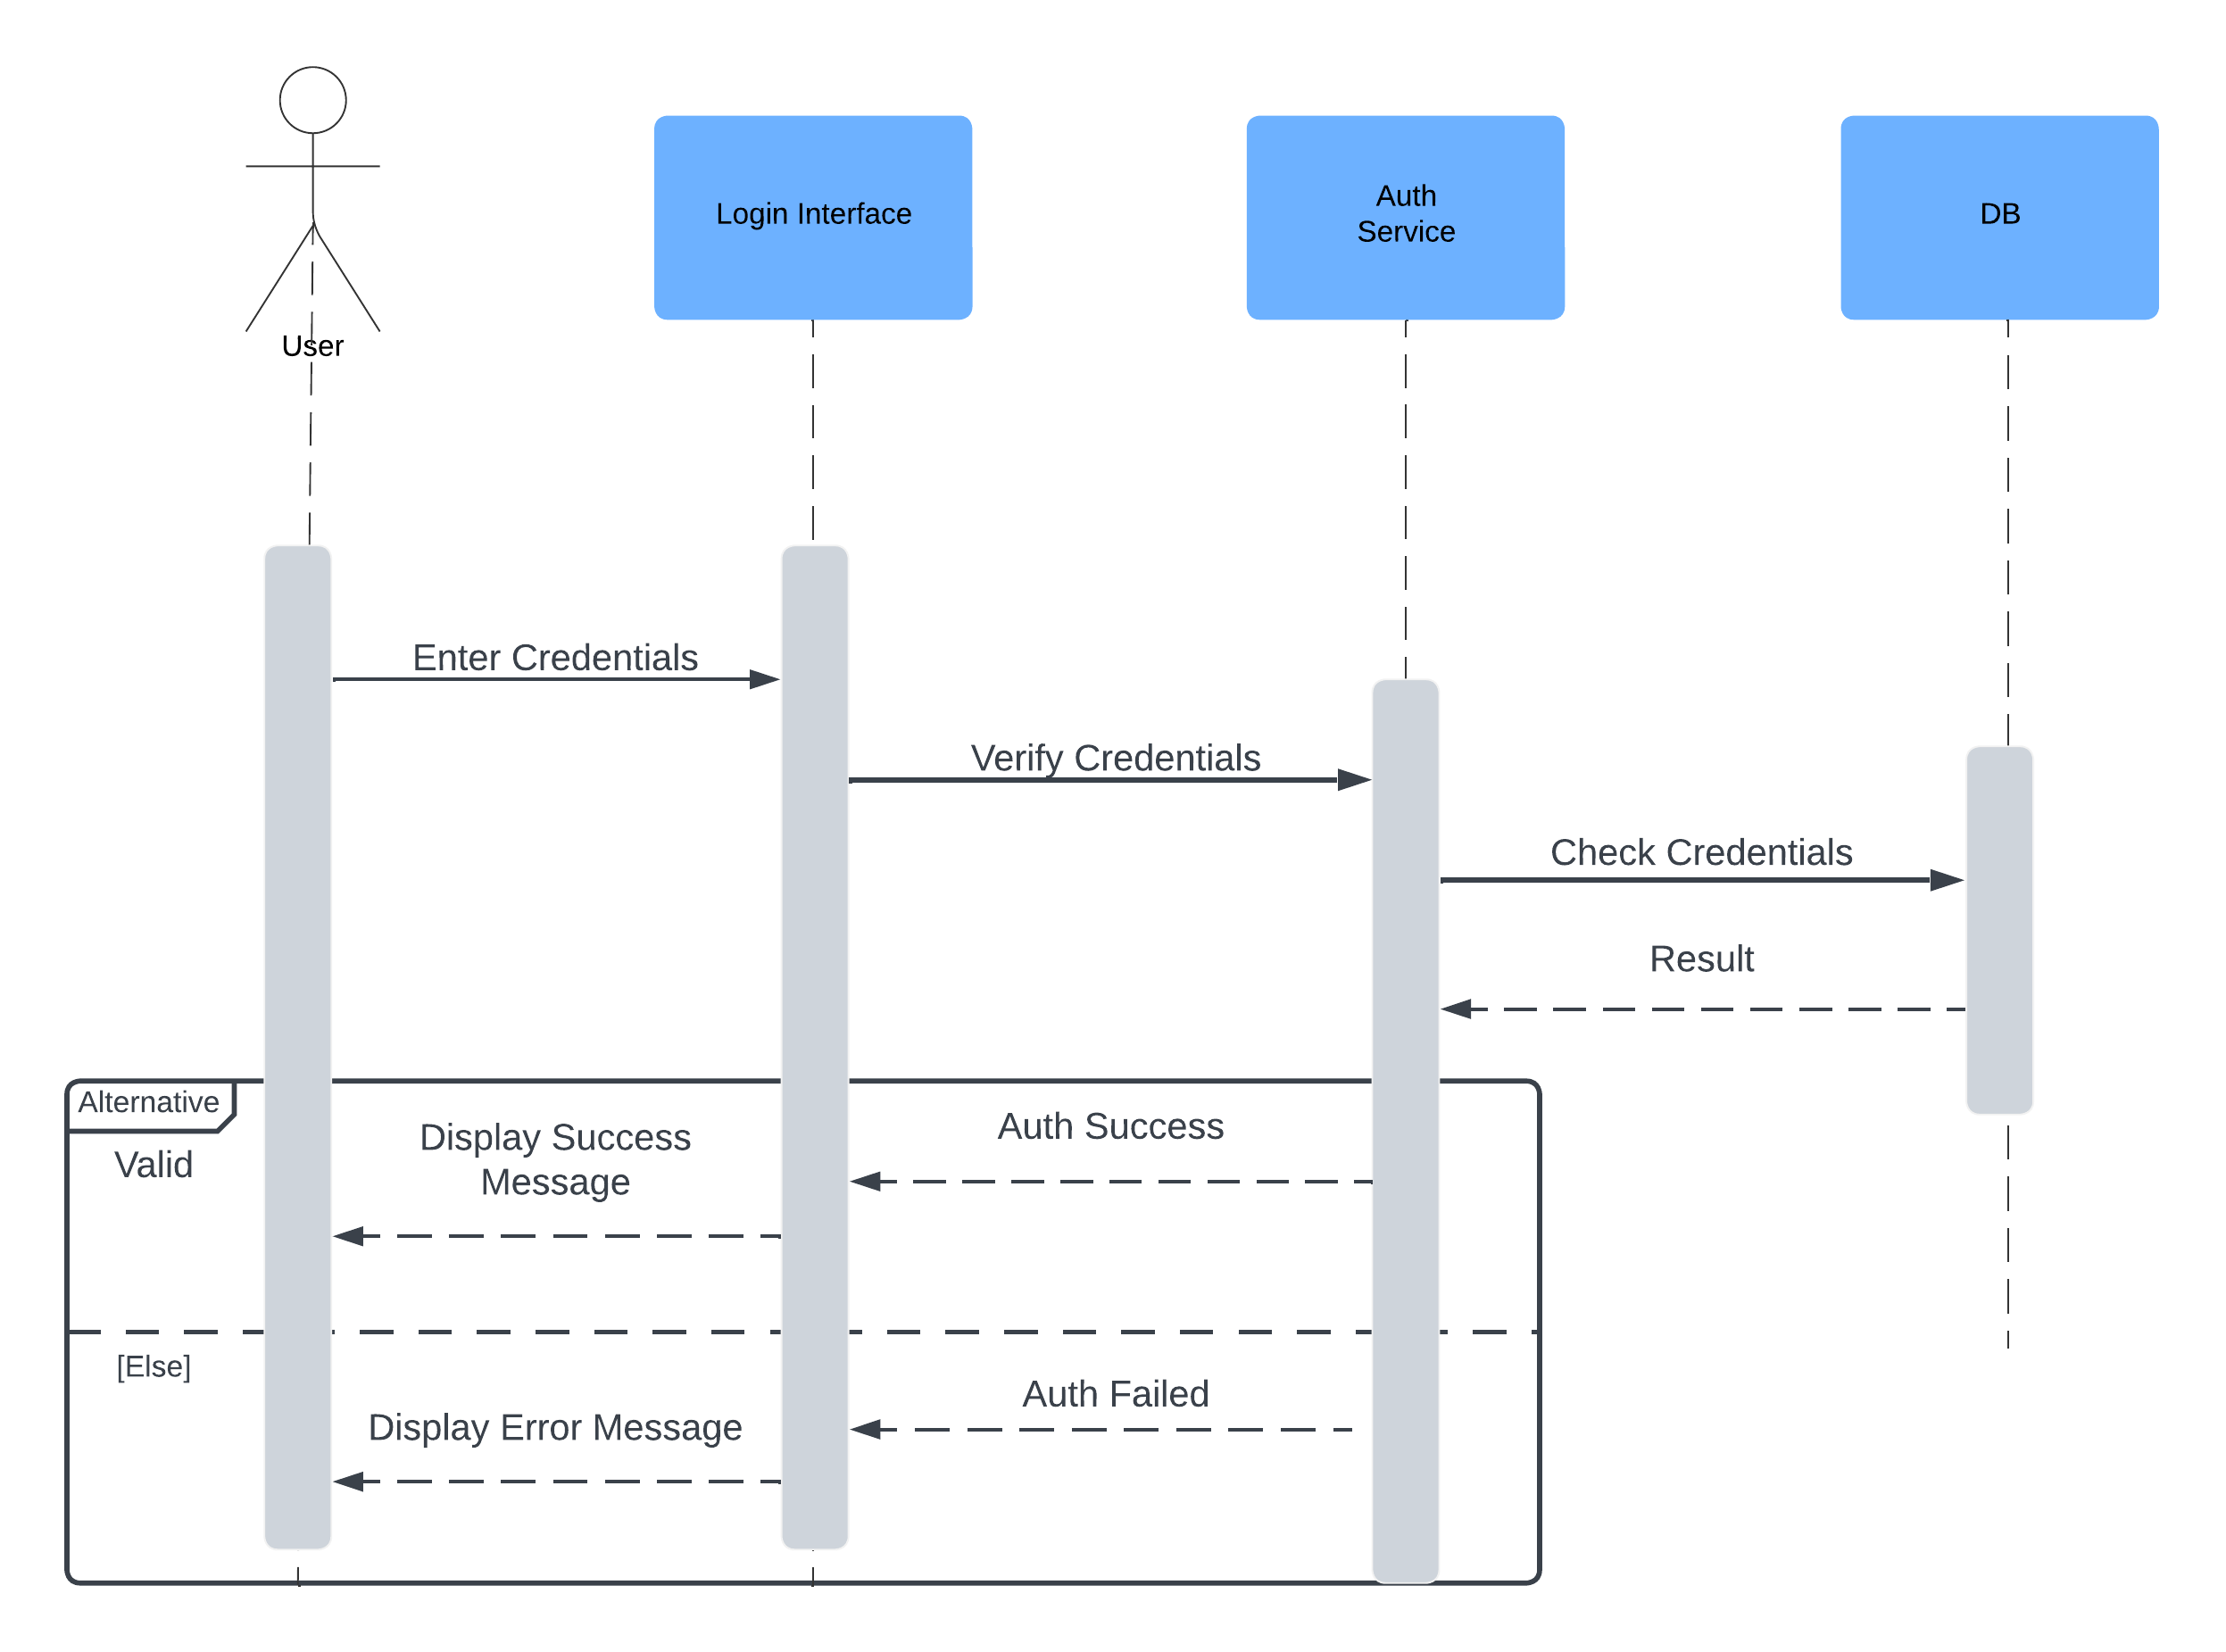 Login Interface
Auth
Service
DB
User
Enter Credentials
Verify Credentials
Check Credentials
Result
Alternative
Valid
Display Success
Message
Auth Success
[Else]
Auth Failed
Display Error Message